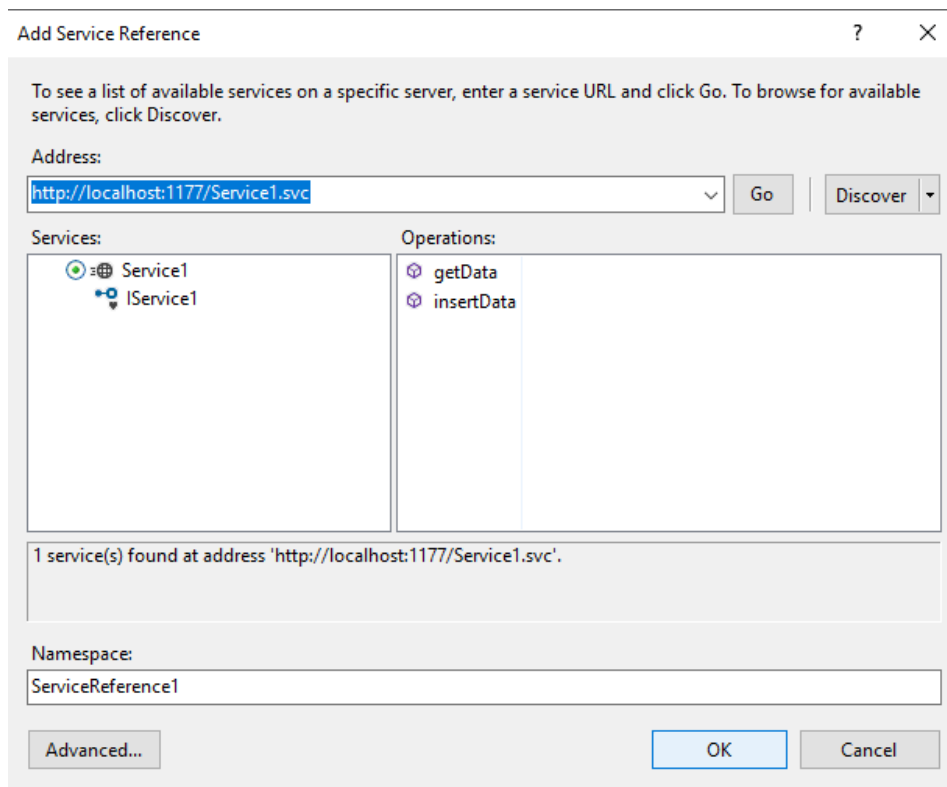 Add Service Reference
?
To see a list of available services on a specific server, enter a service URL and click Go. To browse for available
services, click Discover.
Address:
http://localhost:1177/Service1.svc
Go
Discover
Services:
Operations:
Service1
IService1
getData
insertData
1 service(s) found at address 'http://localhost:1177/Service1.svc'.
Namespace:
ServiceReference1
Advanced...
OK
Cancel